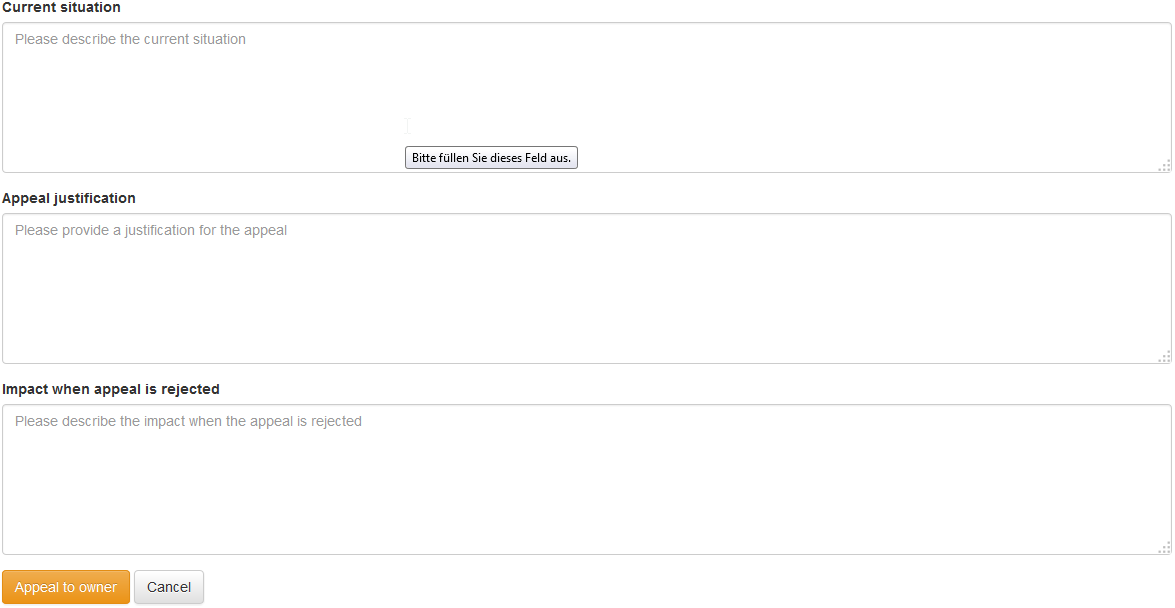 Current situation
Please describe the current situation
Bitte füllen Sie dieses Feld aus.
Appeal justification
Please provide a justification for the appeal
Impact when appeal is rejected
Please describe the impact when the appeal is rejected
Appeal to owner
Cancel